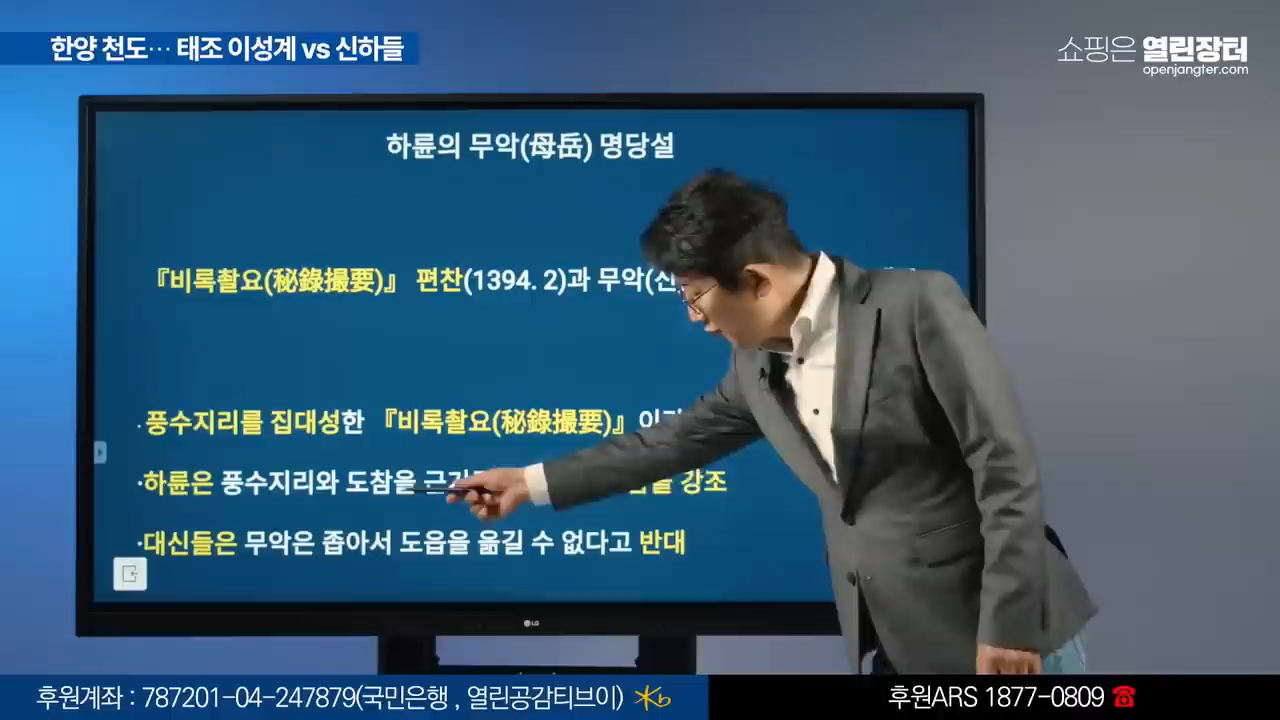 한양 천도… 태조 이성계 vs 신하들
쇼핑은 열린장터
openjangter.com
하륜의 무악(母岳) 명당설
『비록촬요(秘錄撮要)』 편찬(1394. 2)과 무악(신
· 풍수지리를 집대성한 『비록촬요(秘錄撮要)』
·하륜은 풍수지리와 도참을 강조
·대신들은 무악은 좁아서 도읍을 옮길 수 없다고 반대
LG
후원계좌 : 787201-04-247879(국민은행 , 열린공감티브이)
후원ARS 1877-0809